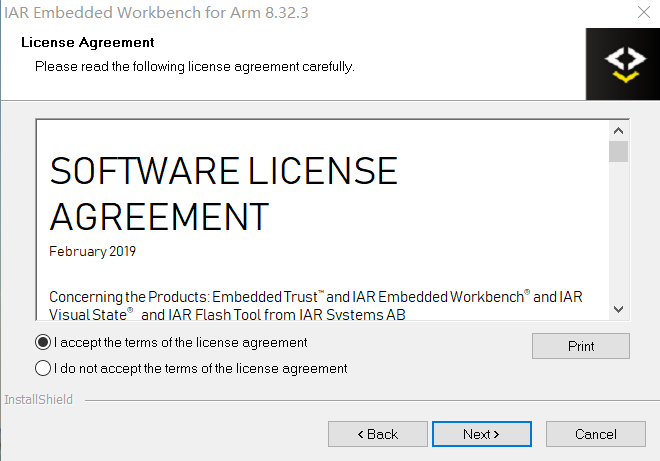 IAR Embedded Workbench for Arm 8.32.3
License Agreement
Please read the following license agreement carefully.
SOFTWARE LICENSE
AGREEMENT
February 2019
Concerning the Products: Embedded Trust™ and IAR Embedded Workbench® and IAR
Visual State® and IAR Flash Tool from IAR Systems AB
I accept the terms of the license agreement
Print
I do not accept the terms of the license agreement
InstallShield
< Back
Next >
Cancel